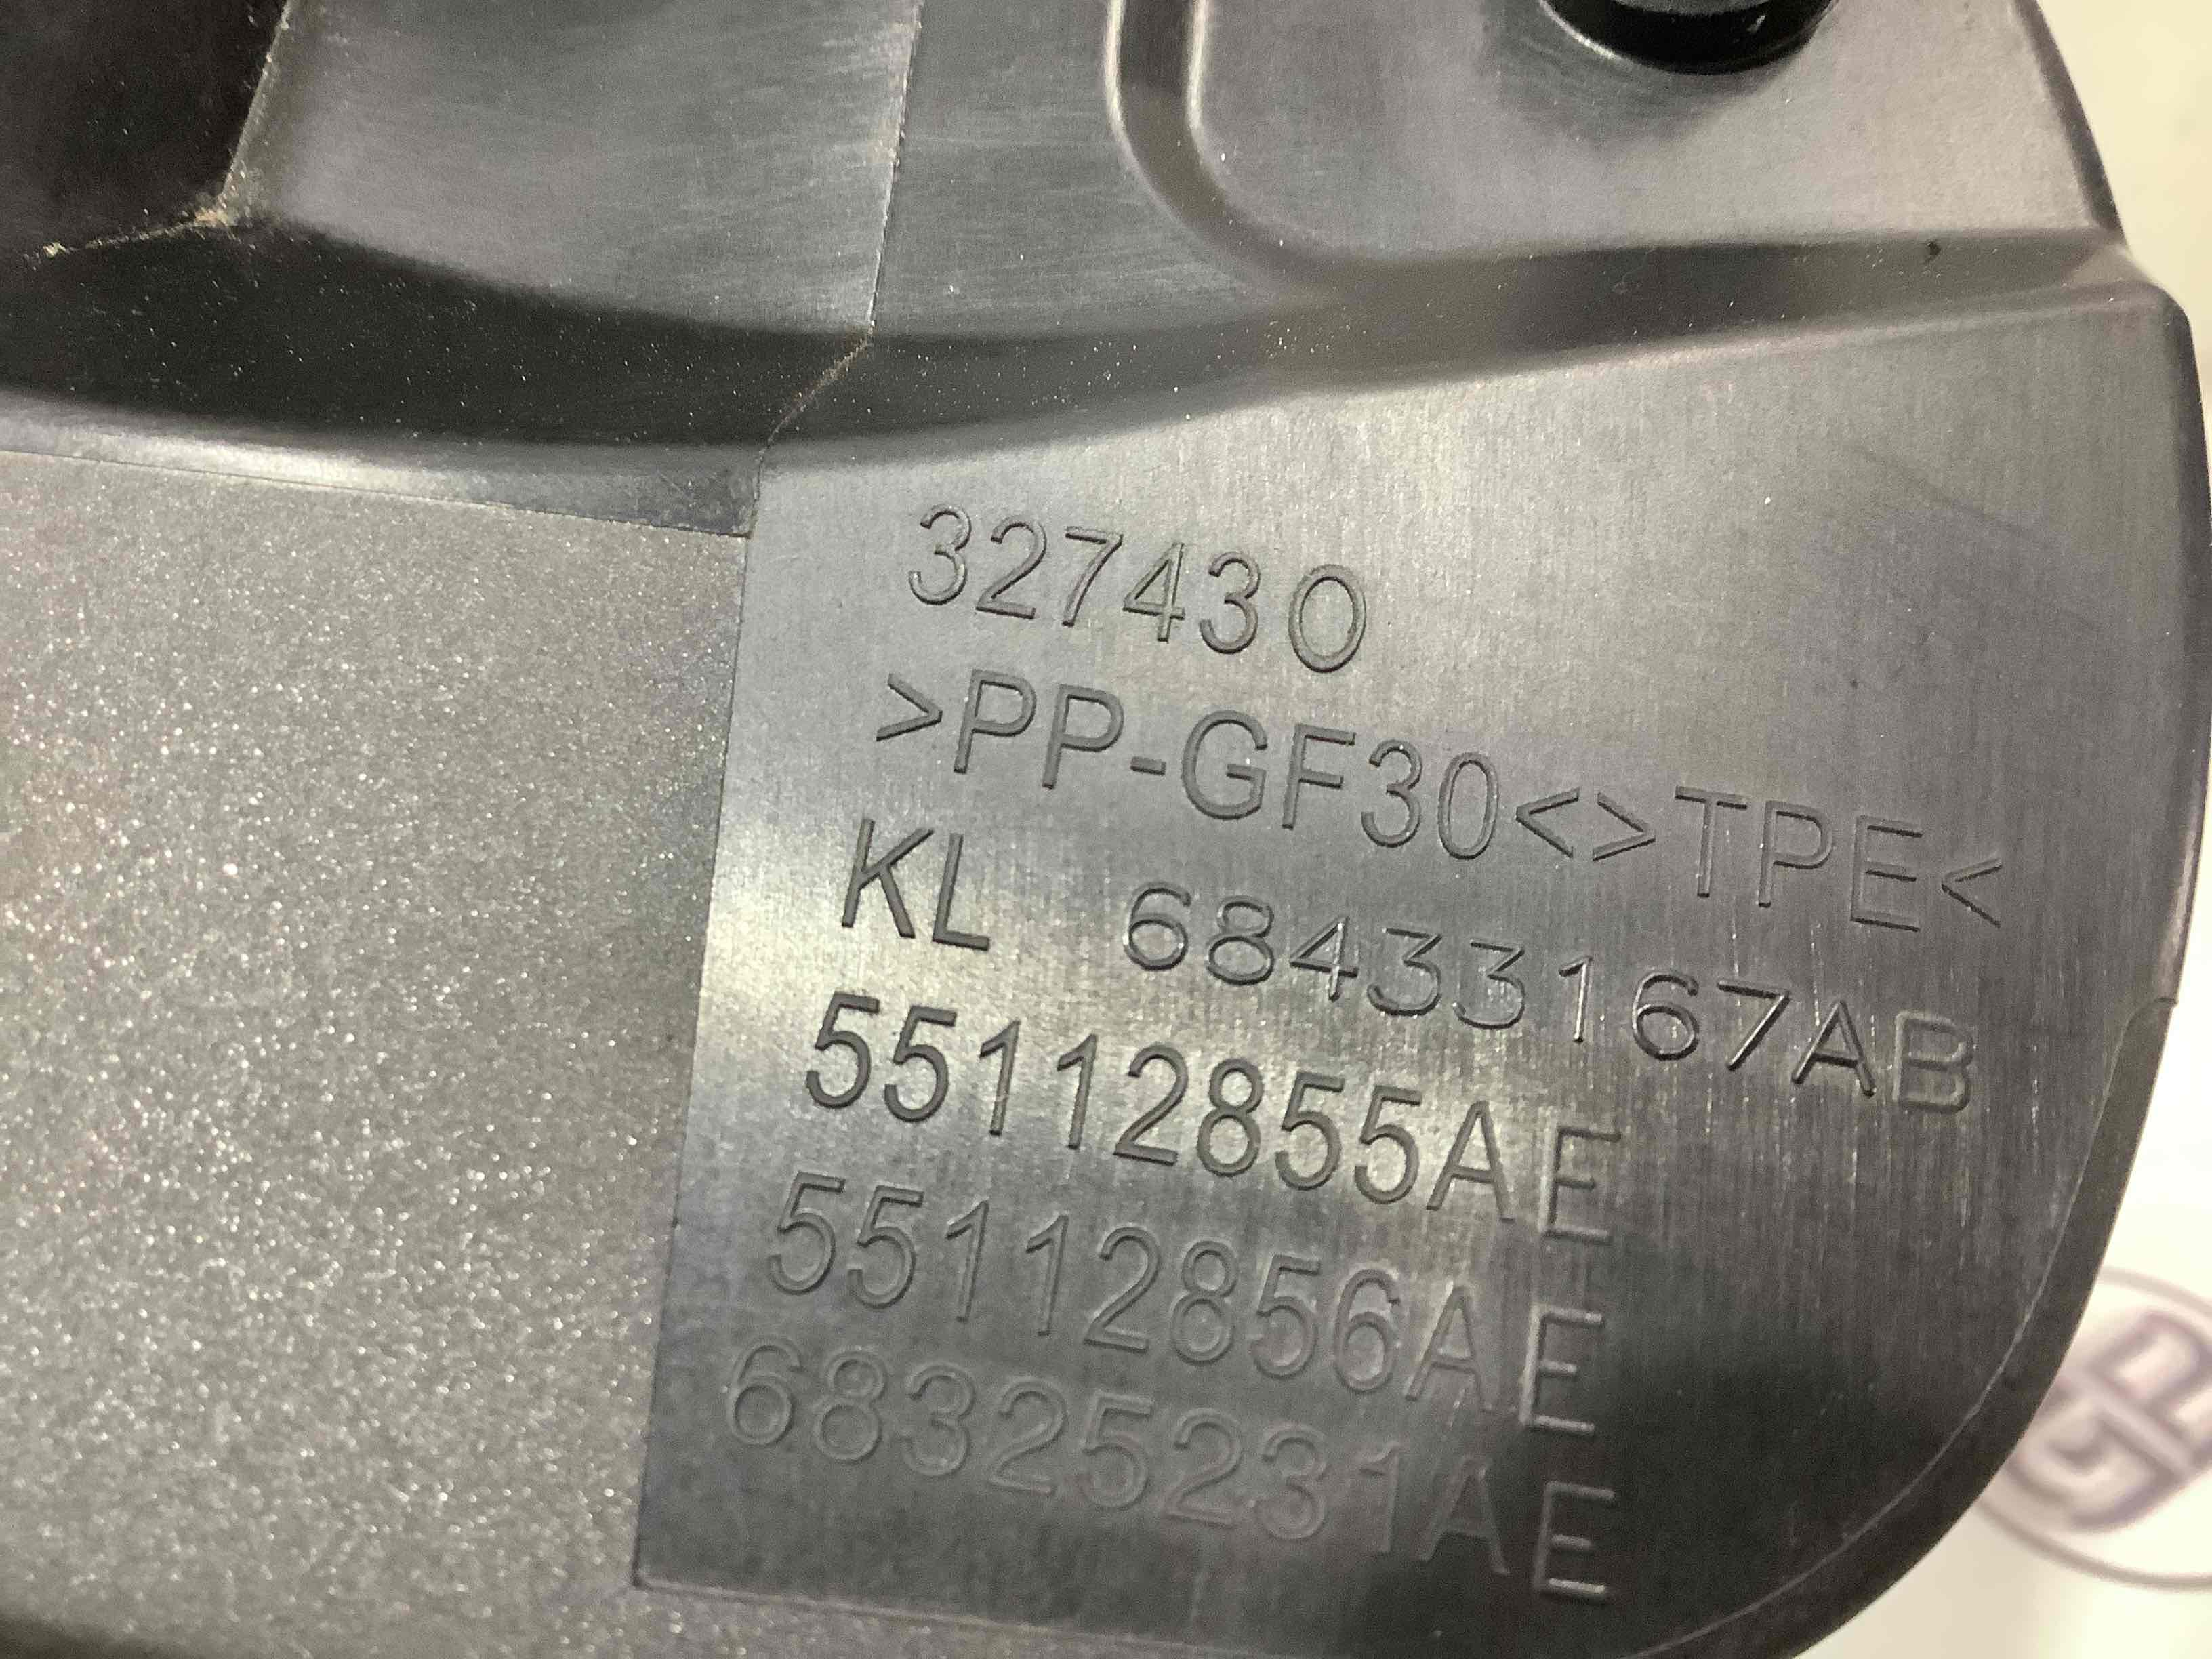 327430
>PP-GF30<>TPE<
KL 68433167AB
55112855AE
55112856AE
68325231AE